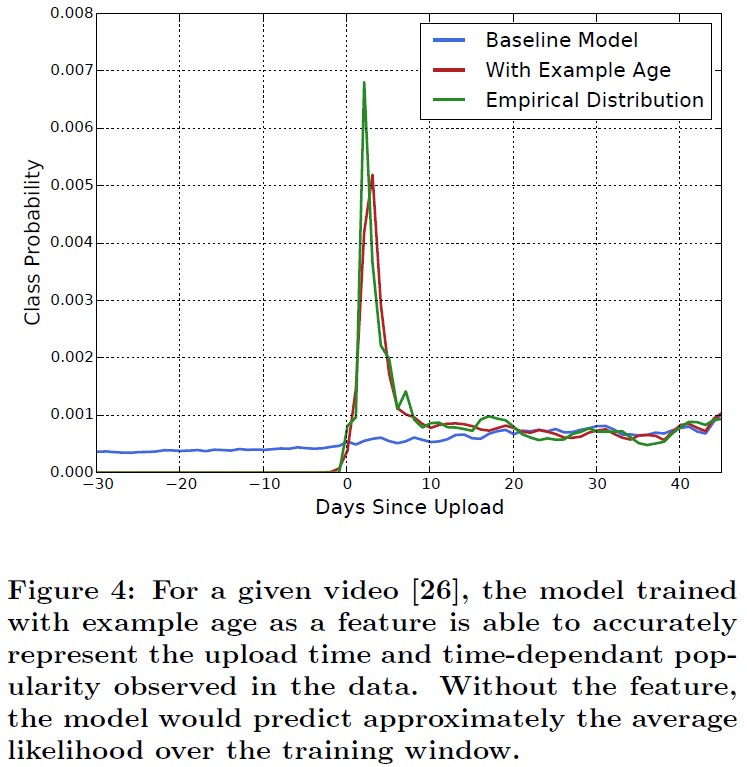 0.008
0.007
0.006
0.005
0.004
0.003
0.002
0.001
0.000
Class Probability
Baseline Model
With Example Age
Empirical Distribution
−30 −20 −10 0 10 20 30 40
Days Since Upload
Figure 4: For a given video [26], the model trained
with example age as a feature is able to accurately
represent the upload time and time-dependant pop-
ularity observed in the data. Without the feature,
the model would predict approximately the average
likelihood over the training window.